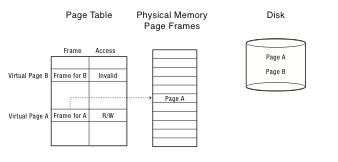 Page Table
Physical Memory
Page Frames
Disk
Frame
Access
Virtual Page B
Frame for B
Invalid
Virtual Page A
Frame for A
R/W
Page A
Page A
Page B